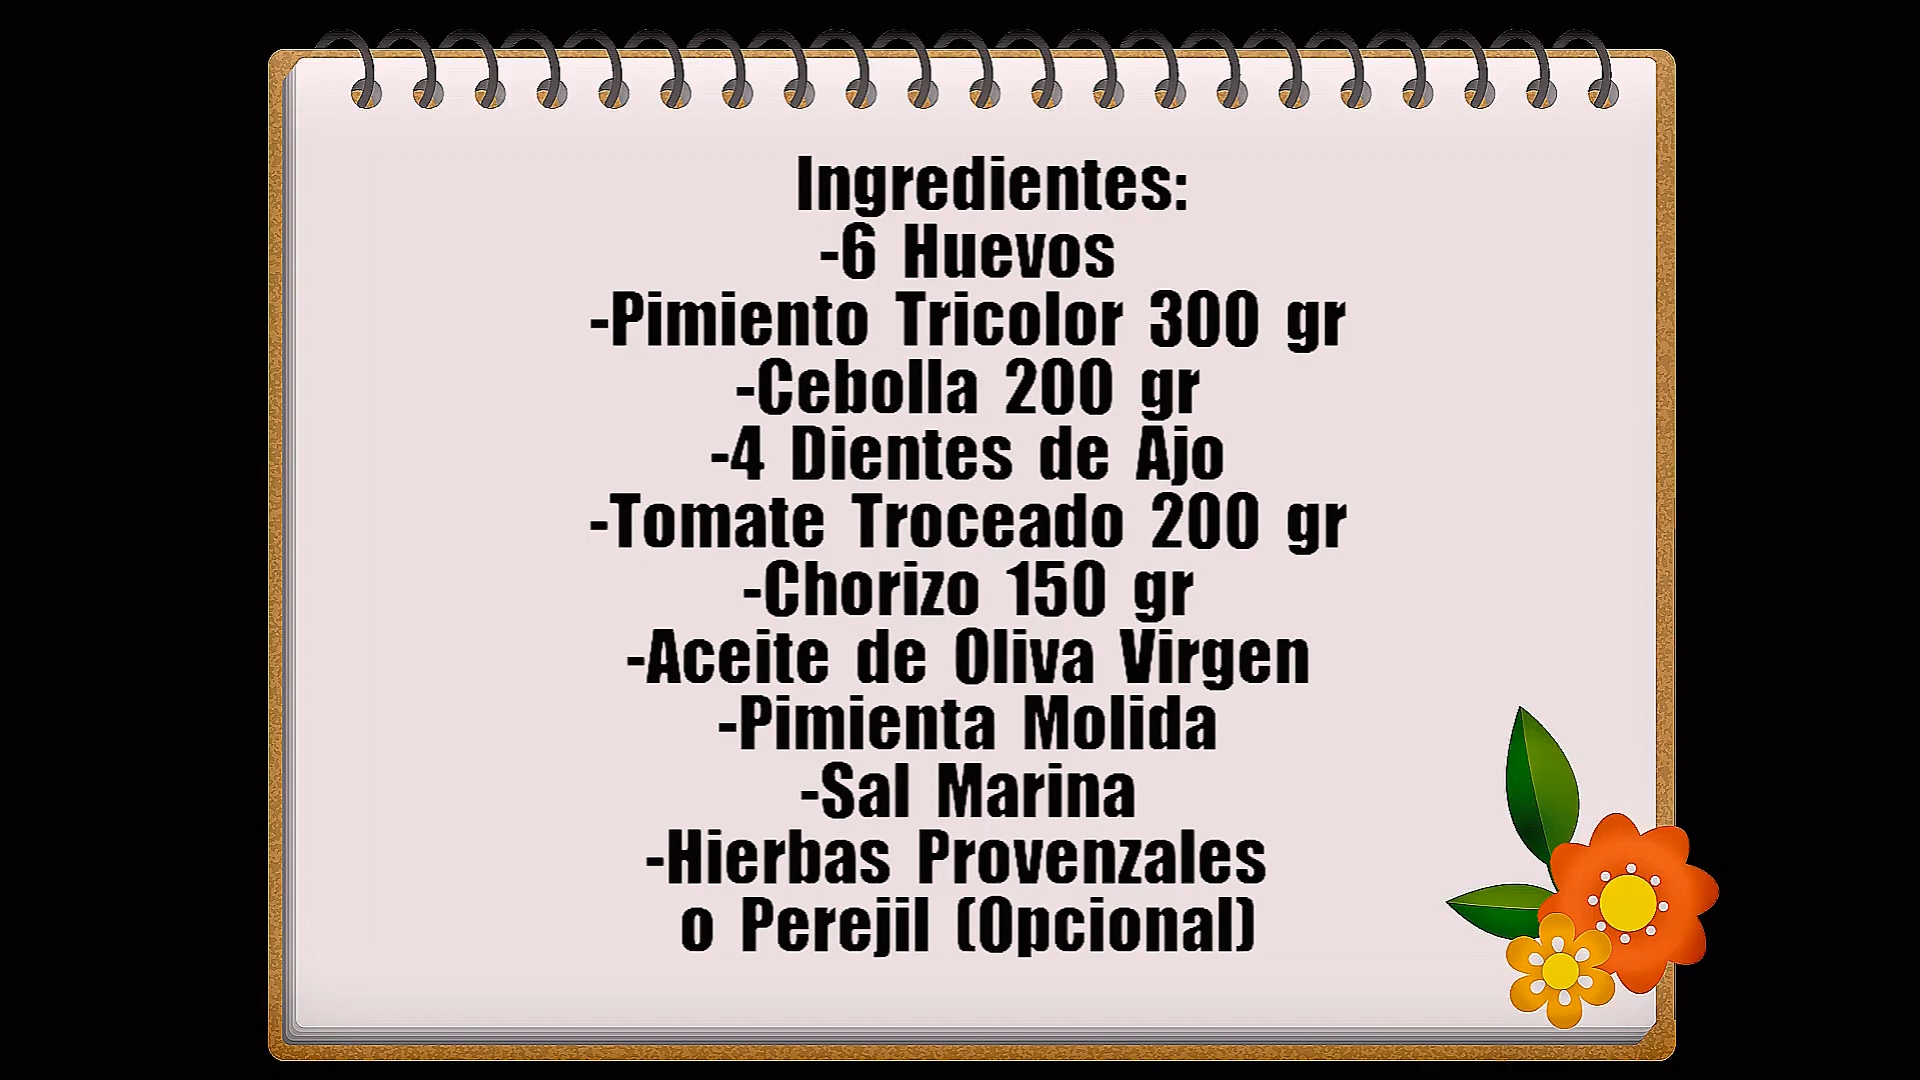 Ingredientes:
-6 Huevos
-Pimiento Tricolor 300 gr
-Cebolla 200 gr
-4 Dientes de Ajo
-Tomate Troceado 200 gr
-Chorizo 150 gr
-Aceite de Oliva Virgen
-Pimienta Molida
-Sal Marina
-Hierbas Provenzales
o Perejil (Opcional)